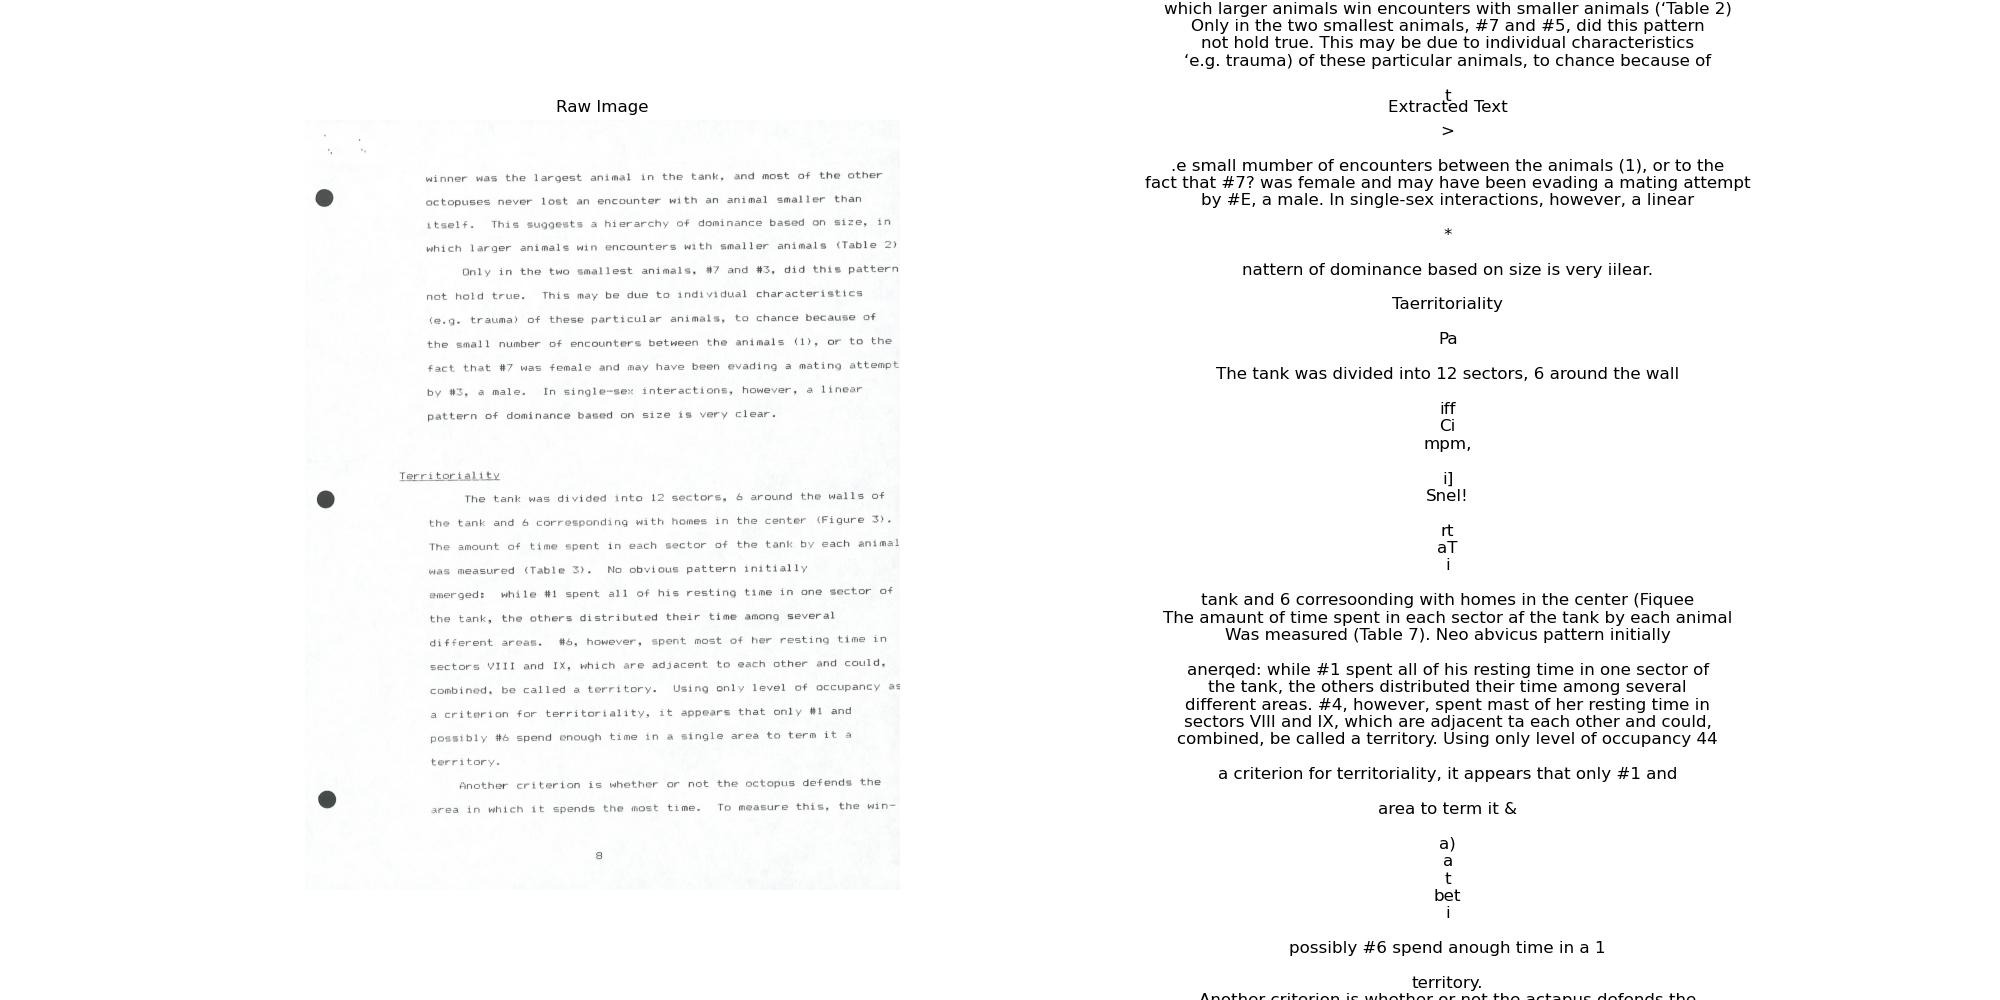 Raw Image
winner was the largest animal in the tank, and most of the other
octopuses never lost an encounter with an animal smaller than
itself.  This suggests a hierarchy of dominance based on size, in
which larger animals win encounters with smaller animals (Table 2)
Only in the two smallest animals, #7 and #3, did this pattern
not hold true.  This may be due to individual characteristics
(e.g. trauma) of these particular animals, to chance because of
the small number of encounters between the animals (1), or to the
fact that #7 was female and may have been evading a mating attempt
by #3, a male.  In single-sex interactions, however, a linear
pattern of dominance based on size is very clear.
Territoriality
The tank was divided into 12 sectors, 6 around the walls of
the tank and 6 corresponding with homes in the center (Figure 3).
The amount of time spent in each sector of the tank by each animal
was measured (Table 3).  No obvious pattern initially
emerged:  while #1 spent all of his resting time in one sector of
the tank, the others distributed their time among several
different areas.  #6, however, spent most of her resting time in
sectors VIII and IX, which are adjacent to each other and could,
combined, be called a territory.  Using only level of occupancy as
a criterion for territoriality, it appears that only #1 and
possibly #6 spend enough time in a single area to term it a
territory.
Another criterion is whether or not the octopus defends the
area in which it spends the most time.  To measure this, the win-
8
which larger animals win encounters with smaller animals (‘Table 2)
Only in the two smallest animals, #7 and #5, did this pattern
not hold true. This may be due to individual characteristics
‘e.g. trauma) of these particular animals, to chance because of
t
Extracted Text
>
.e small mumber of encounters between the animals (1), or to the
fact that #7? was female and may have been evading a mating attempt
by #E, a male. In single-sex interactions, however, a linear
*
nattern of dominance based on size is very iilear.
Taerritoriality
Pa
The tank was divided into 12 sectors, 6 around the wall
iff
Ci
mpm,
i]
Snel!
rt
aT
i
tank and 6 corresoonding with homes in the center (Fiquee
The amaunt of time spent in each sector af the tank by each animal
Was measured (Table 7). Neo abvicus pattern initially
anerqed: while #1 spent all of his resting time in one sector of
the tank, the others distributed their time among several
different areas. #4, however, spent mast of her resting time in
sectors VIII and IX, which are adjacent ta each other and could,
combined, be called a territory. Using only level of occupancy 44
a criterion for territoriality, it appears that only #1 and
area to term it &
a)
a
t
bet
i
possibly #6 spend anough time in a 1
territory.
Another criterion is whether or not the actapus defends the